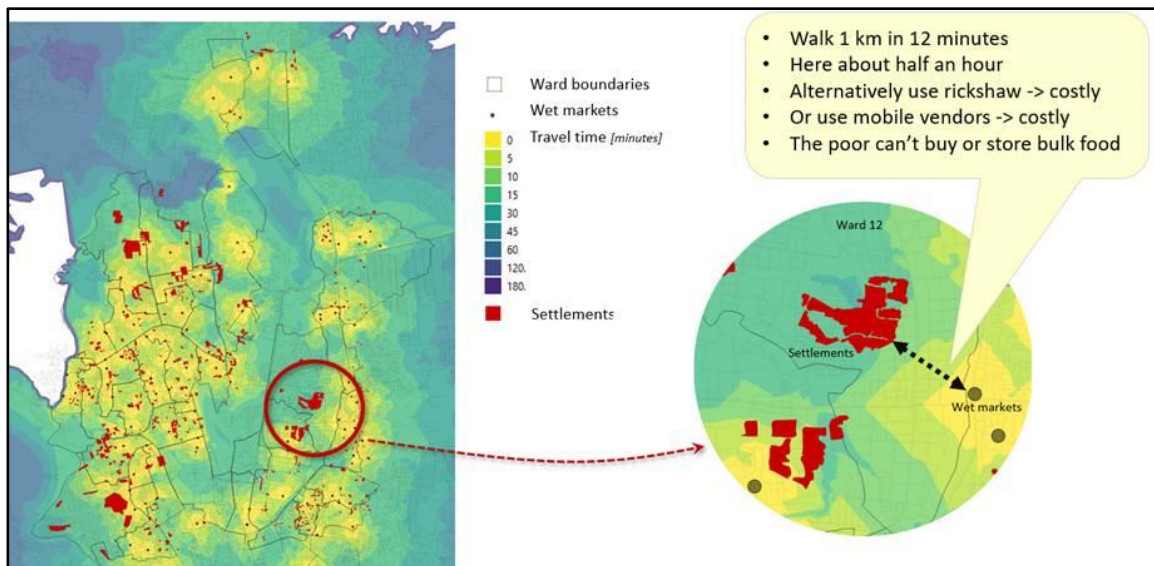 Ward boundaries
Wet markets
Travel time [minutes]
0
5
10
15
30
45
60
120.
180.
Settlements
• Walk 1 km in 12 minutes
• Here about half an hour
• Alternatively use rickshaw -> costly
• Or use mobile vendors -> costly
• The poor can't buy or store bulk food
Ward 12
Settlements
Wet markets